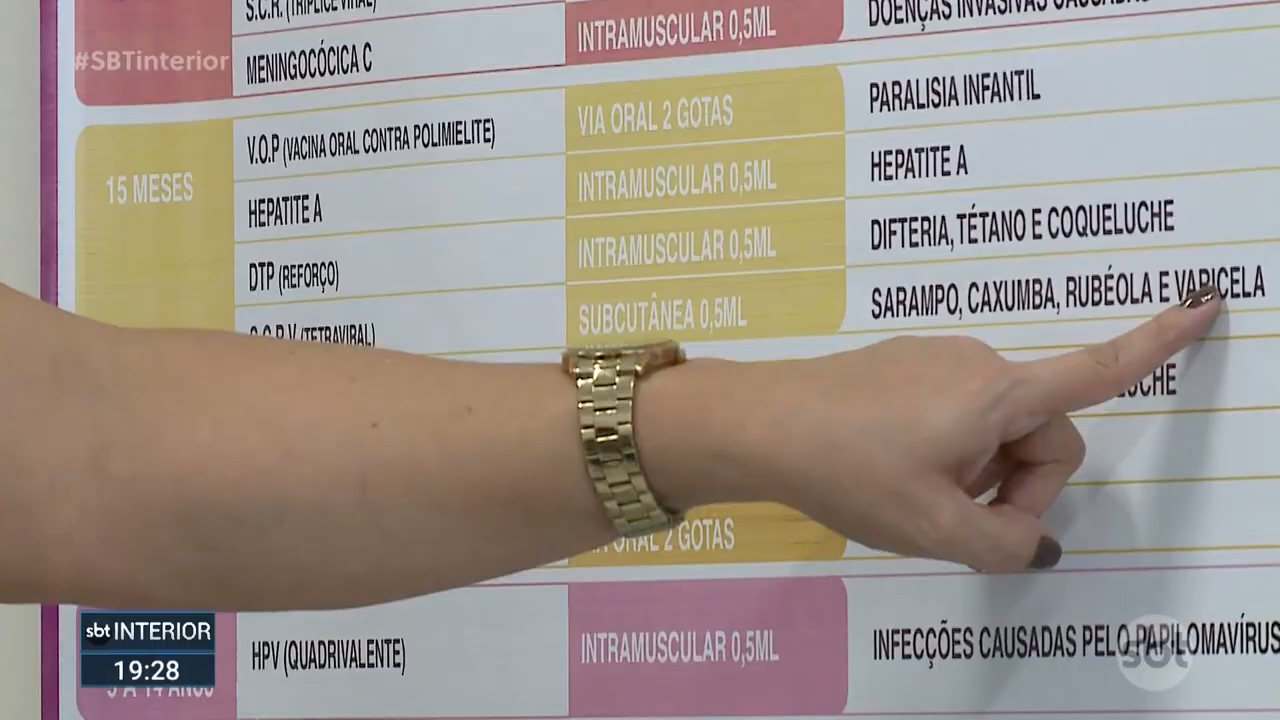 S.C.R. (TRÍPLICE VIRAL)
INTRAMUSCULAR 0,5ML
DOENÇAS INVASIVAS CAUSADAS
#SBTinterior
MENINGOCÓCICA C
15 MESES
V.O.P (VACINA ORAL CONTRA POLIMIELITE)
VIA ORAL 2 GOTAS
PARALISIA INFANTIL
HEPATITE A
INTRAMUSCULAR 0,5ML
HEPATITE A
DTP (REFORÇO)
INTRAMUSCULAR 0,5ML
DIFTERIA, TÉTANO E COQUELUCHE
S.C.R.V (TETRAVIRAL)
SUBCUTÂNEA 0,5ML
SARAMPO, CAXUMBA, RUBÉOLA E VARICELA
ORAL 2 GOTAS
HPV (QUADRIVALENTE)
INTRAMUSCULAR 0,5ML
INFECÇÕES CAUSADAS PELO PAPILOMAVÍRUS
sbt INTERIOR
19:28
sbt